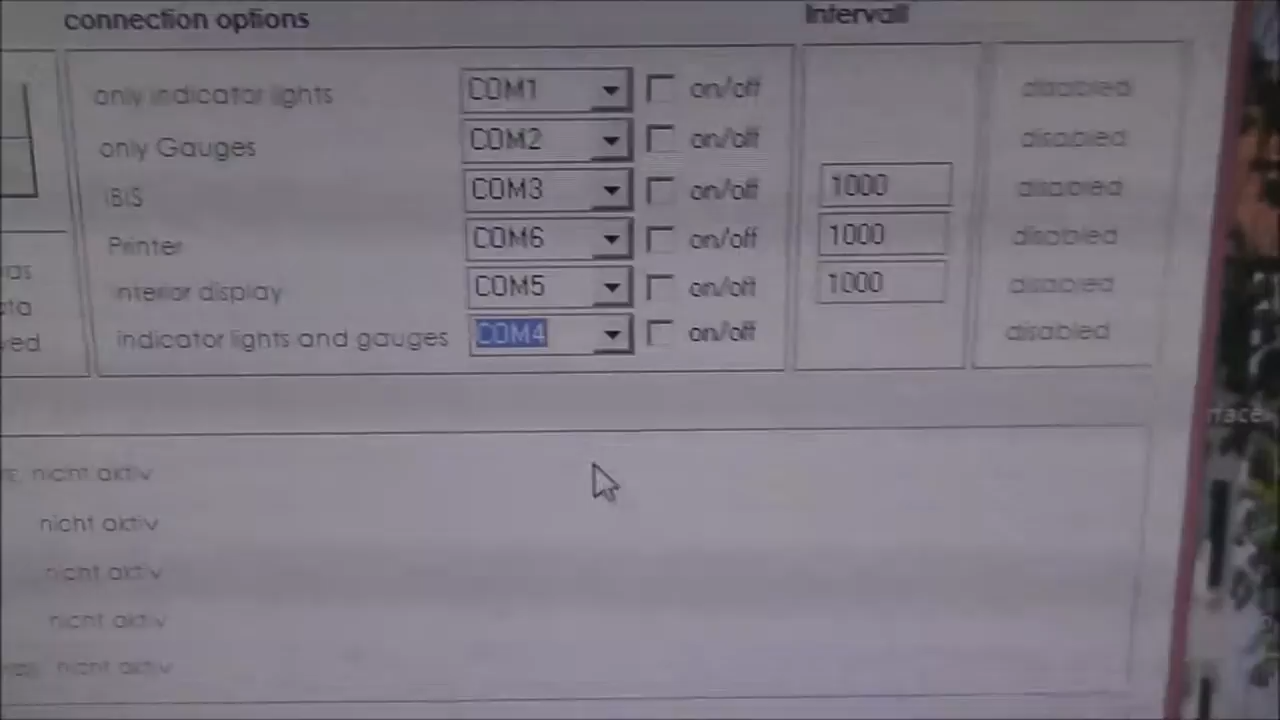 connection options Intervall
only indicator lights COM1 on/off disabled
only Gauges COM2 on/off disabled
IBIS COM3 on/off 1000 disabled
Printer COM6 on/off 1000 disabled
interior display COM5 on/off 1000 disabled
indicator lights and gauges COM4 on/off disabled
nicht aktiv
nicht aktiv
nicht aktiv
nicht aktiv
nicht aktiv